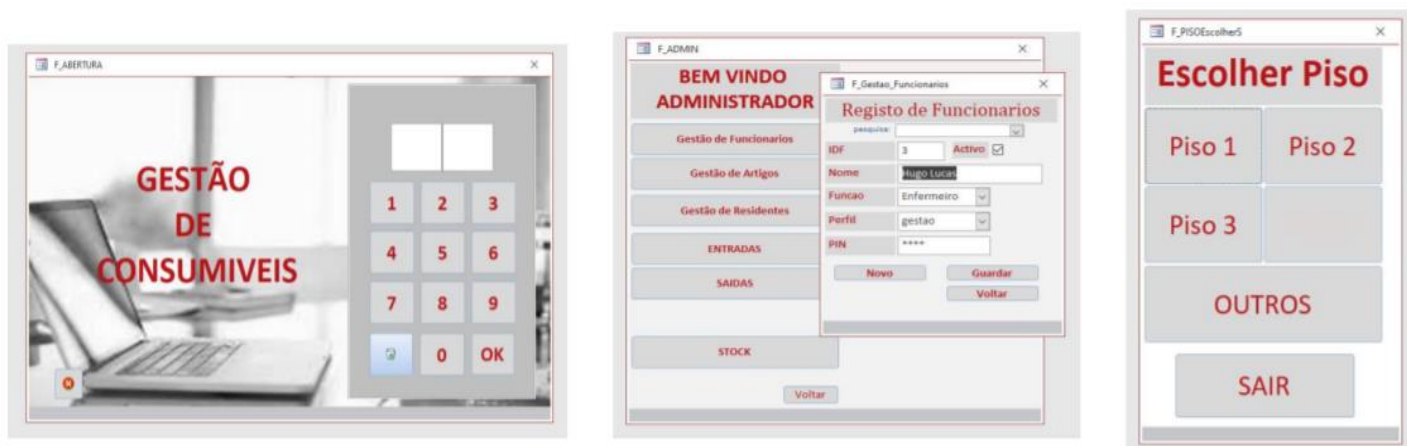 F_ABERTURA
GESTÃO
DE
CONSUMIVEIS
1 2 3
4 5 6
7 8 9
0 OK
F_ADMIN
BEM VINDO
ADMINISTRADOR
Gestão de Funcionarios
Gestão de Artigos
Gestão de Residentes
ENTRADAS
SAIDAS
STOCK
Voltar
F_Gestao_Funcionarios
Registo de Funcionarios
pesquisa:
IDF 3 Activo
Nome Hugo Lucas
Funcao Enfermeiro
Perfil gestao
PIN ****
Novo Guardar
Voltar
F_PISOEscolherS
Escolher Piso
Piso 1 Piso 2
Piso 3
OUTROS
SAIR